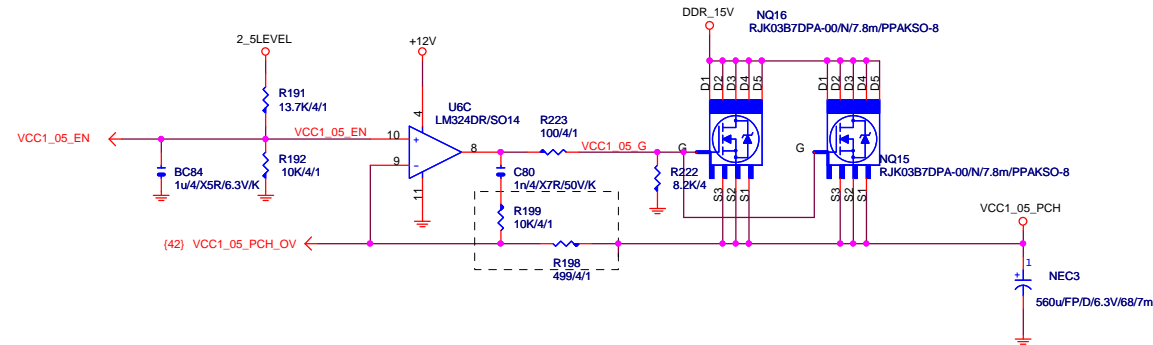 DDR_15V
NQ16
RJK03B7DPA-00/N/7.8m/PPAKSO-8
2_5LEVEL
+12V
D1
D2
D3
D4
D5
D1
D2
D3
D4
D5
R191
13.7K/4/1
U6C
LM324DR/SO14
4
R223
100/4/1
VCC1_05_EN
VCC1_05_EN
10
+
8
VCC1_05_G
G
G
9
-
R192
10K/4/1
NQ15
RJK03B7DPA-00/N/7.8m/PPAKSO-8
BC84
1u/4/X5R/6.3V/K
11
C80
1n/4/X7R/50V/K
R222
8.2K/4
S3
S2
S1
S3
S2
S1
R199
10K/4/1
VCC1_05_PCH
{42} VCC1_05_PCH_OV
R198
499/4/1
1
+
NEC3
560u/FP/D/6.3V/68/7m